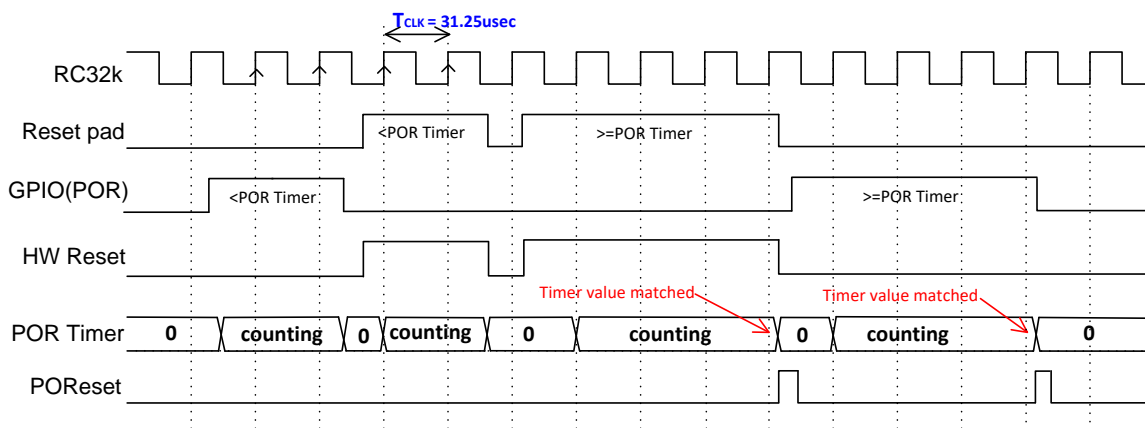 TCLK = 31.25usec
RC32k
Reset pad
<POR Timer
>=POR Timer
GPIO(POR)
<POR Timer
>=POR Timer
HW Reset
Timer value matched
Timer value matched
POR Timer
0 counting 0 counting 0 counting 0 counting 0
POReset